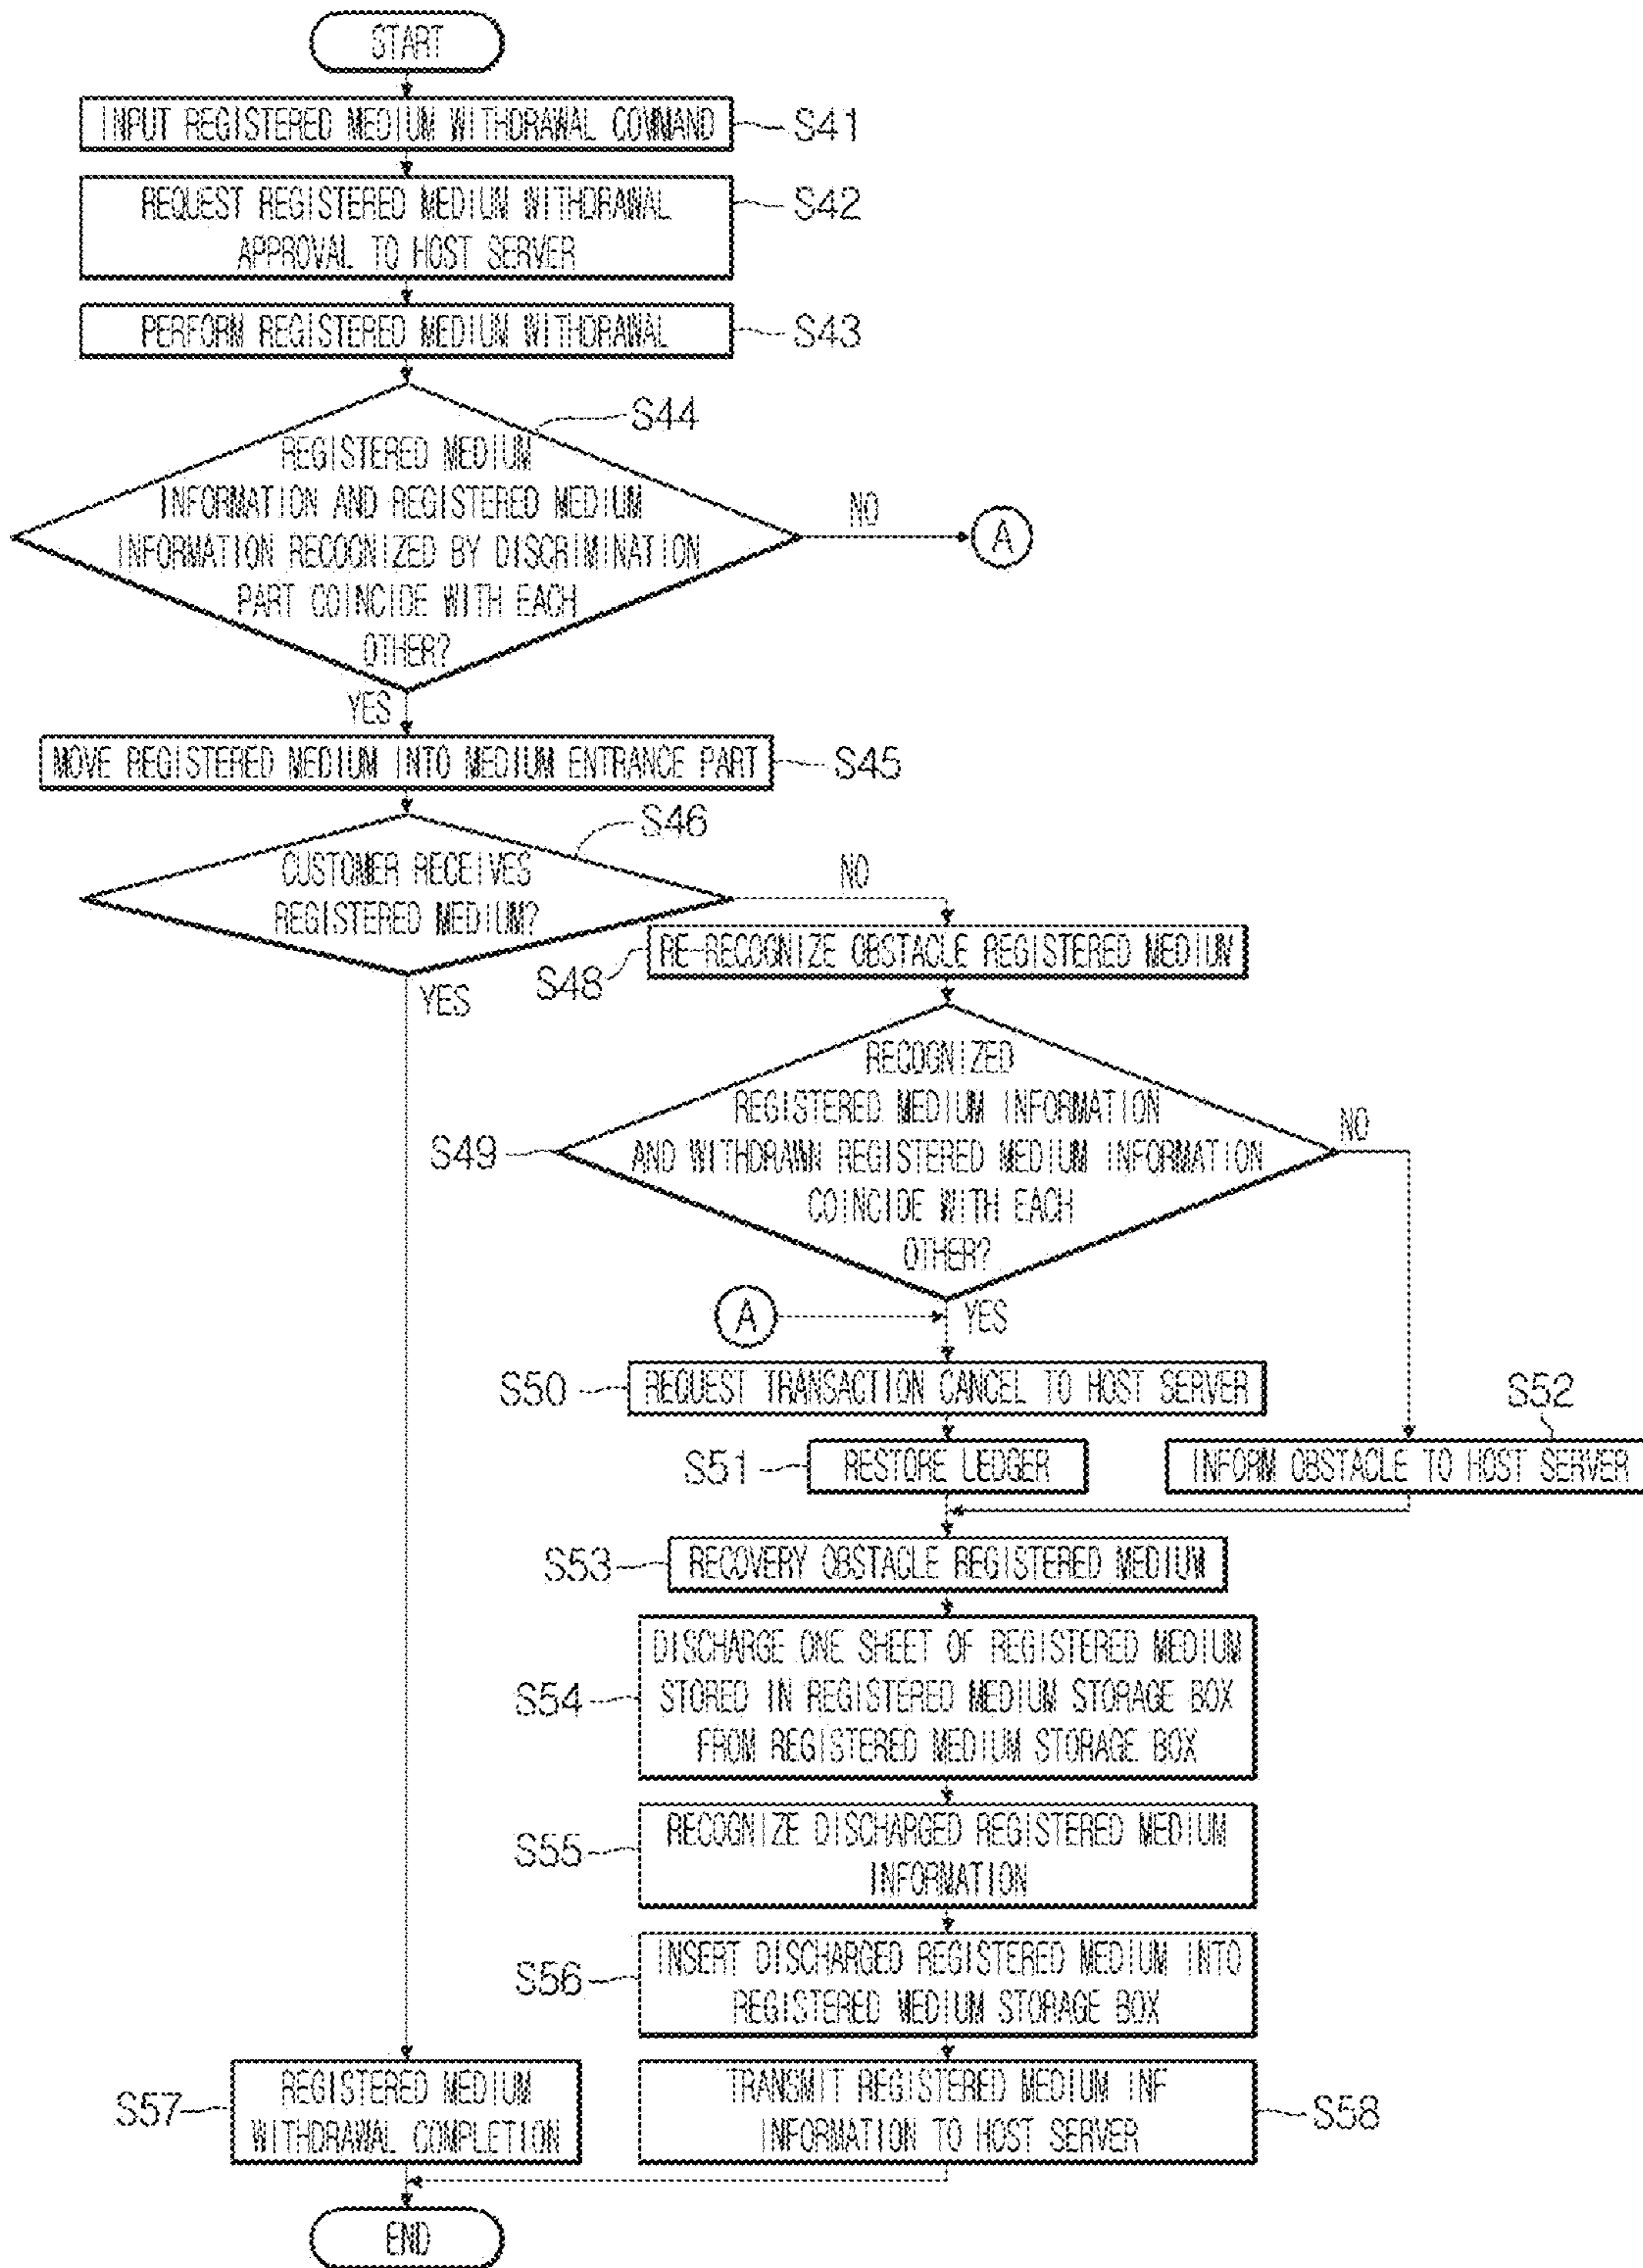 START
INPUT REGISTERED MEDIUM WITHDRAWAL COMMAND
S41
REQUEST REGISTERED MEDIUM WITHDRAWAL
APPROVAL TO HOST SERVER
S42
PERFORM REGISTERED MEDIUM WITHDRAWAL
S43
S44
REGISTERED MEDIUM
INFORMATION AND REGISTERED MEDIUM
INFORMATION RECOGNIZED BY DISCRIMINATION
PART COINCIDE WITH EACH
OTHER?
NO
A
YES
MOVE REGISTERED MEDIUM INTO MEDIUM ENTRANCE PART
S45
S46
CUSTOMER RECEIVES
REGISTERED MEDIUM?
NO
YES
S48
RE-RECOGNIZE OBSTACLE REGISTERED MEDIUM
S49
RECOGNIZED
REGISTERED MEDIUM INFORMATION
AND WITHDRAWN REGISTERED MEDIUM INFORMATION
COINCIDE WITH EACH
OTHER?
NO
A
YES
S50
REQUEST TRANSACTION CANCEL TO HOST SERVER
S52
S51
RESTORE LEDGER
INFORM OBSTACLE TO HOST SERVER
S53
RECOVERY OBSTACLE REGISTERED MEDIUM
S54
DISCHARGE ONE SHEET OF REGISTERED MEDIUM
STORED IN REGISTERED MEDIUM STORAGE BOX
FROM REGISTERED MEDIUM STORAGE BOX
S55
RECOGNIZE DISCHARGED REGISTERED MEDIUM
INFORMATION
S56
INSERT DISCHARGED REGISTERED MEDIUM INTO
REGISTERED MEDIUM STORAGE BOX
S57
REGISTERED MEDIUM
WITHDRAWAL COMPLETION
TRANSMIT REGISTERED MEDIUM INF
INFORMATION TO HOST SERVER
S58
END